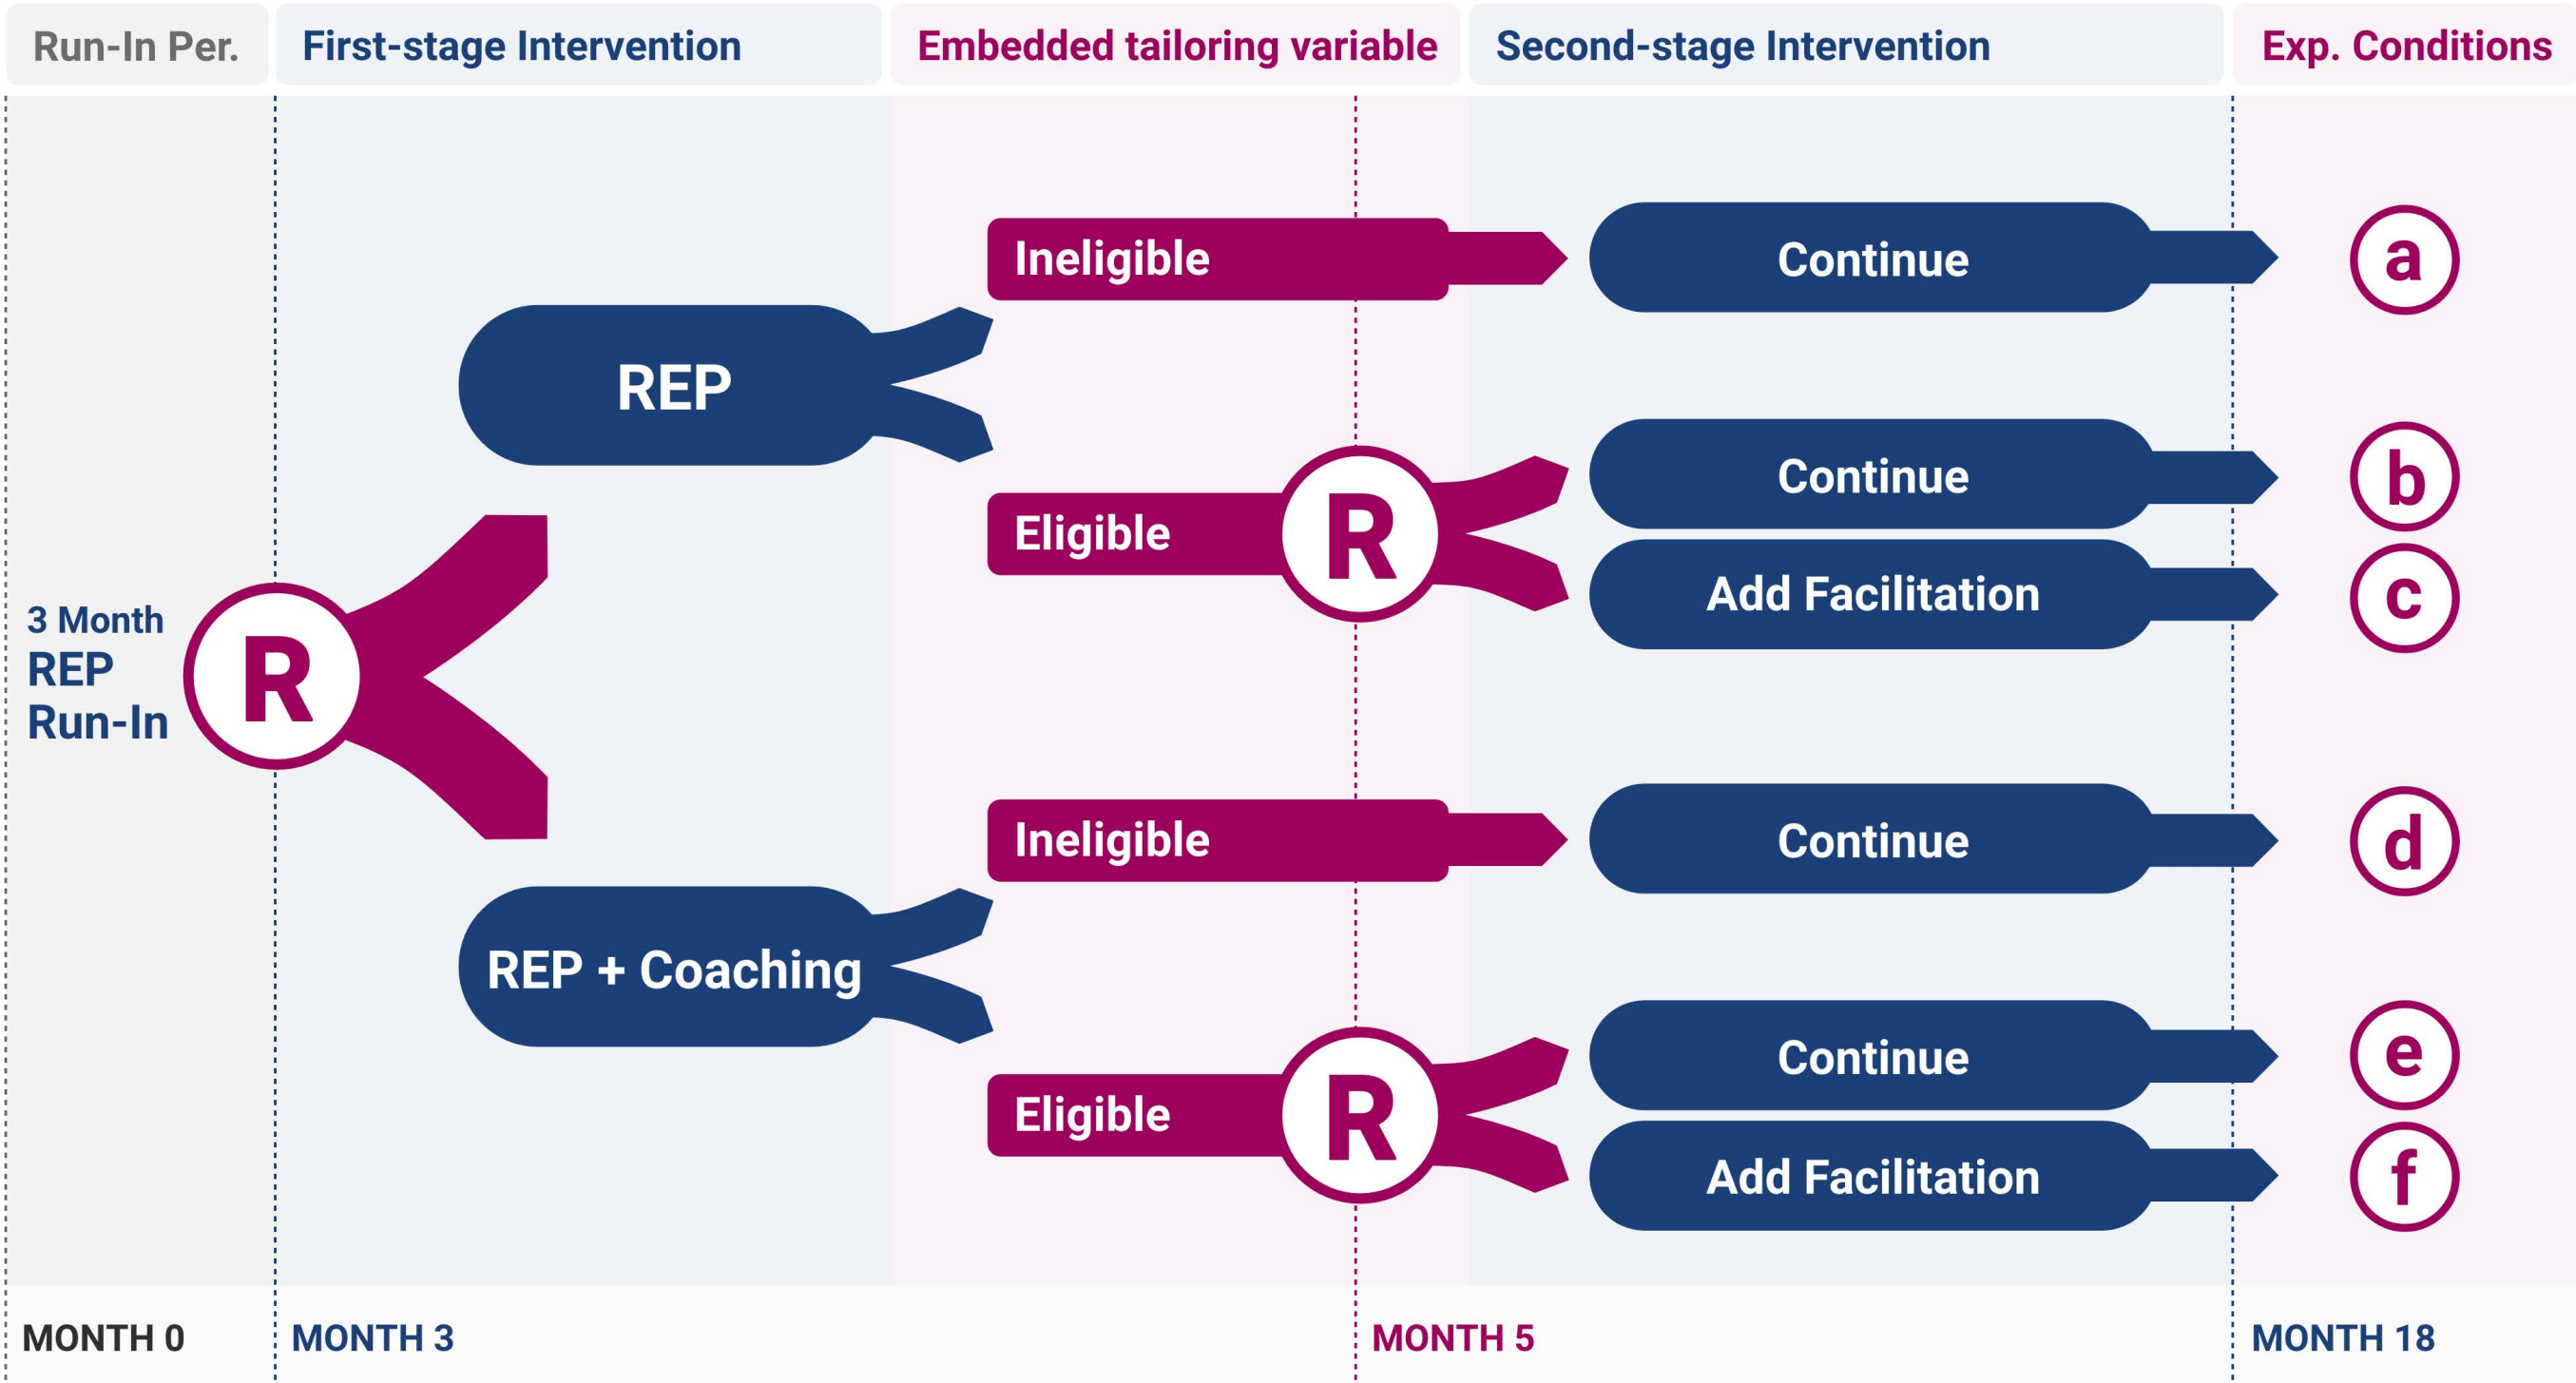 Run-In Per.
First-stage Intervention
Embedded tailoring variable
Second-stage Intervention
Exp. Conditions
3 Month
REP
Run-In
R
REP
Ineligible
Continue
a
Eligible
R
Continue
b
Add Facilitation
c
REP + Coaching
Ineligible
Continue
d
Eligible
R
Continue
e
Add Facilitation
f
MONTH 0
MONTH 3
MONTH 5
MONTH 18